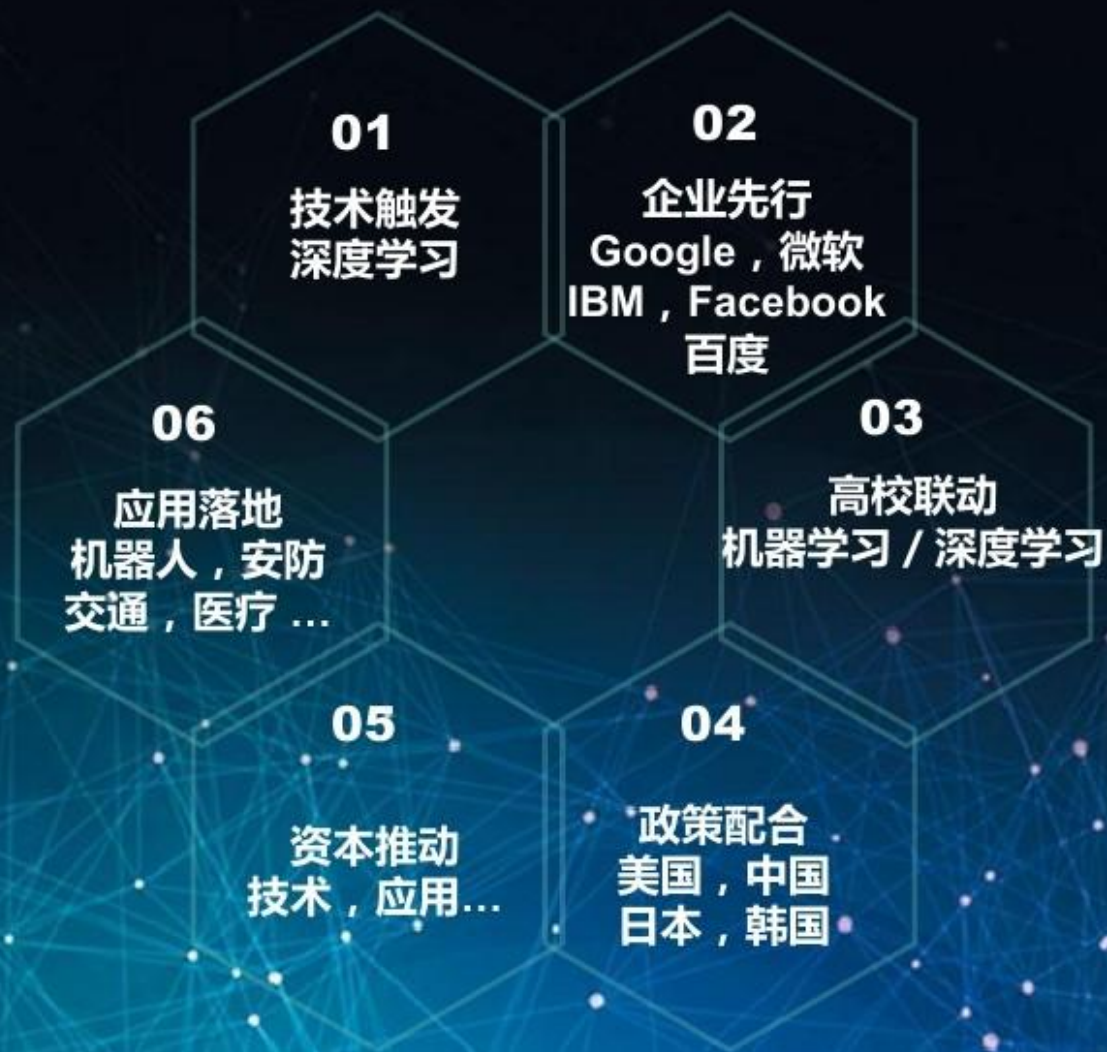 01
技术触发
深度学习
02
企业先行
Google，微软
IBM，Facebook
百度
03
高校联动
机器学习 / 深度学习
04
政策配合
美国，中国
日本，韩国
05
资本推动
技术，应用...
06
应用落地
机器人，安防
交通，医疗 ...